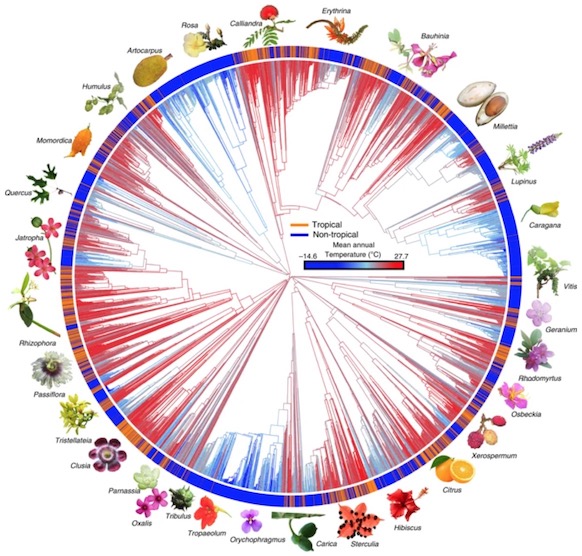 Calliandra
Erythrina
Bauhinia
Millettia
Lupinus
Caragana
Vitis
Geranium
Rhodomyrtus
Osbeckia
Xerospermum
Citrus
Hibiscus
Sterculia
Carica
Orychophragmus
Tropaeolum
Tribulus
Oxalis
Parnassia
Clusia
Tristellateia
Passiflora
Rhizophora
Jatropha
Quercus
Momordica
Humulus
Artocarpus
Rosa
Tropical
Non-tropical
Mean annual
Temperature (°C)
−14.6 27.7